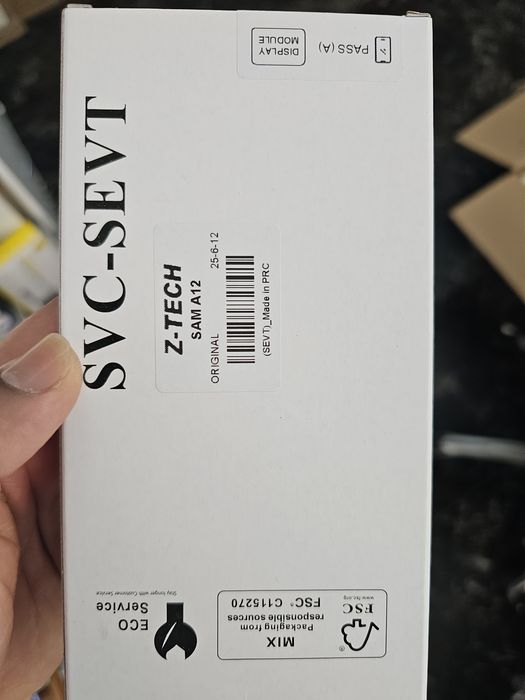 SVC-SEVT
PASS (A)
DISPLAY
MODULE
Z-TECH
SAM A12
ORIGINAL 25-6-12
(SEVT)_Made in PRC
ECO
Service
Stay longer with Customer Service
FSC
www.fsc.org
MIX
Packaging from
responsible sources
FSC® C115270